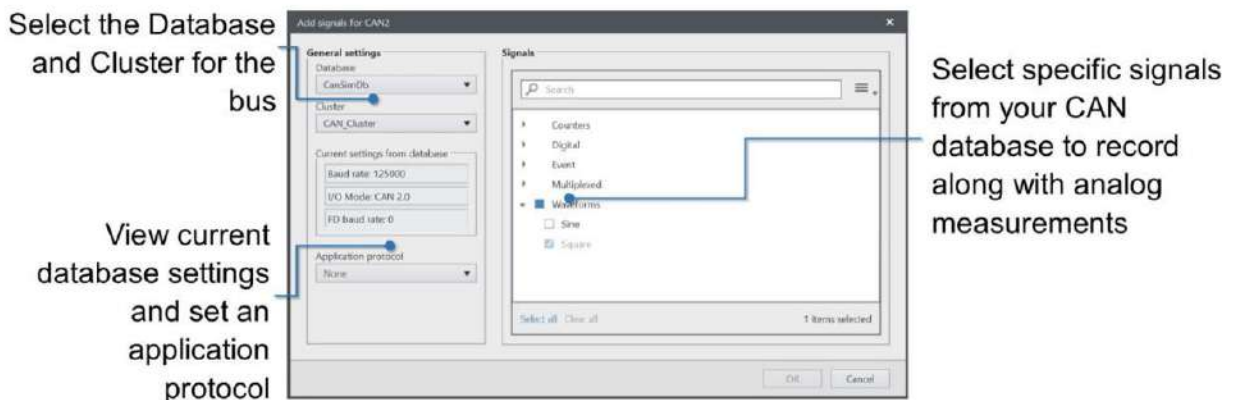 Select the Database
and Cluster for the
bus
View current
database settings
and set an
application
protocol
Add signals for CAN2
General settings
Database
CanSimDb
Cluster
CAN_Cluster
Current settings from database
Baud rate: 125000
I/O Mode: CAN 2.0
FD baud rate: 0
Application protocol
None
Signals
Search
Counters
Digital
Event
Multiplexed
Waveforms
Sine
Square
Select all Clear all
1 items selected
OK
Cancel
Select specific signals
from your CAN
database to record
along with analog
measurements